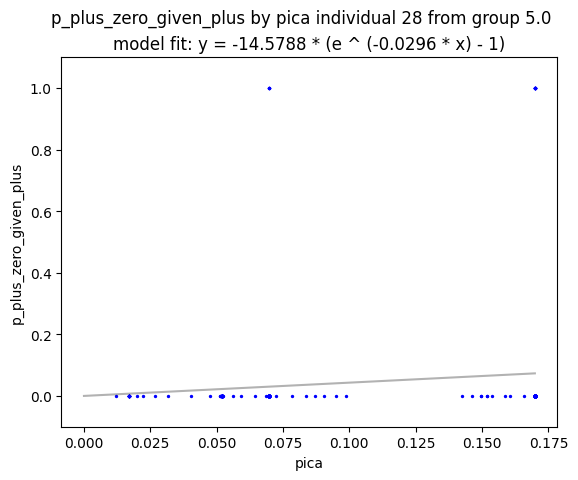 p_plus_zero_given_plus by pica individual 28 from group 5.0
model fit: y = -14.5788 * (e ^ (-0.0296 * x) - 1)
1.0
0.8
0.6
0.4
0.2
0.0
p_plus_zero_given_plus
0.000 0.025 0.050 0.075 0.100 0.125 0.150 0.175
pica